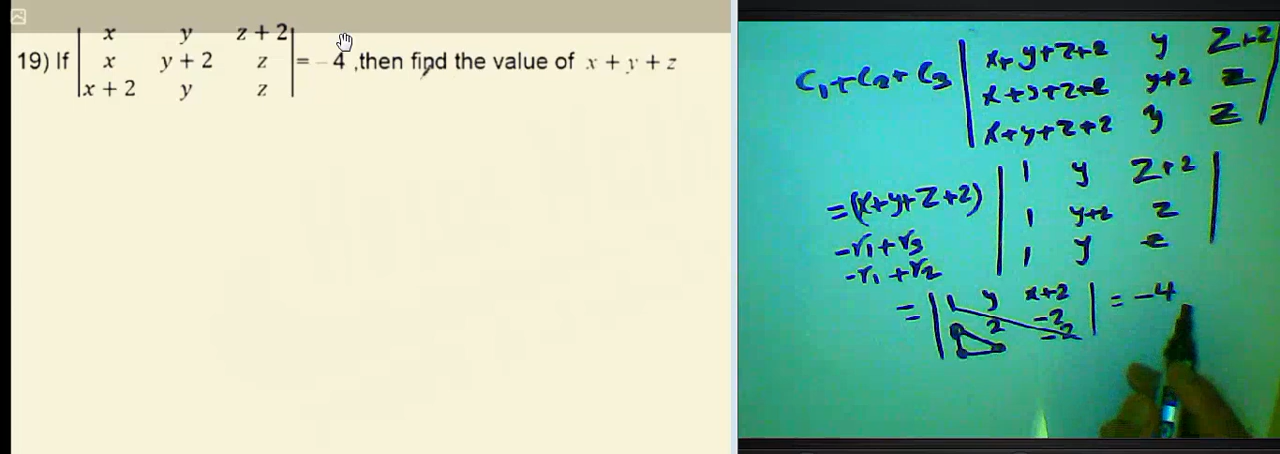 19) If | x y z + 2 |
| x y + 2 z | = - 4 ,then find the value of x + y + z
| x + 2 y z |
C₁+C₂+C₃ | x+y+z+2 y z+2 |
| x+y+z+2 y+2 z |
| x+y+z+2 y z |
=(x+y+z+2) | 1 y z+2 |
| 1 y+2 z |
-r₁+r₃ | 1 y z |
-r₁+r₂
= | 1 y x+2 | = -4
2 -2
-2